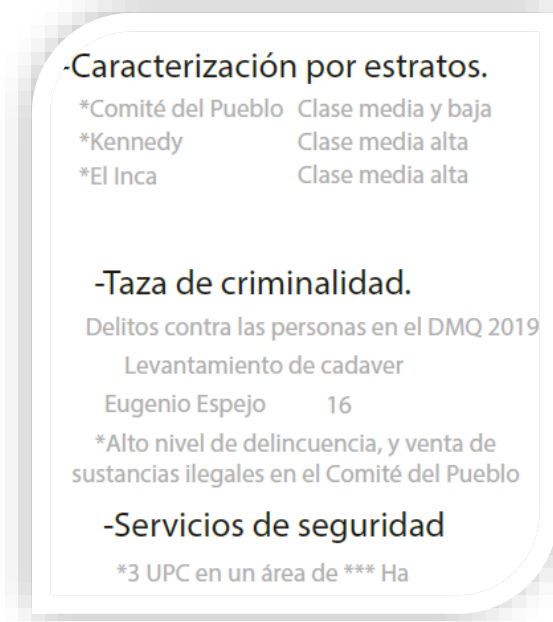 -Caracterización por estratos.
*Comité del Pueblo Clase media y baja
*Kennedy Clase media alta
*El Inca Clase media alta
-Taza de criminalidad.
Delitos contra las personas en el DMQ 2019
Levantamiento de cadaver
Eugenio Espejo 16
*Alto nivel de delincuencia, y venta de
sustancias ilegales en el Comité del Pueblo
-Servicios de seguridad
*3 UPC en un área de *** Ha